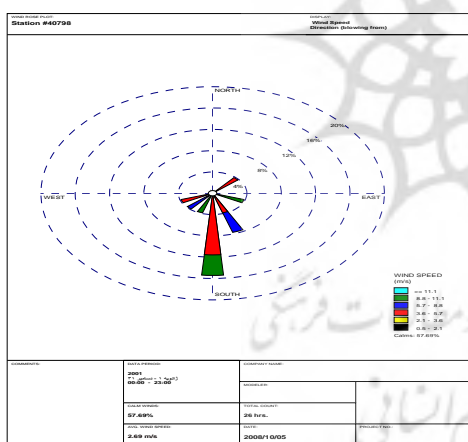 WIND ROSE PLOT:
Station #40798
DISPLAY:
Wind Speed
Direction (blowing from)
NORTH
20%
16%
12%
8%
4%
WEST
EAST
SOUTH
WIND SPEED
(m/s)
>= 11.1
8.8 - 11.1
5.7 - 8.8
3.6 - 5.7
2.1 - 3.6
0.5 - 2.1
Calms: 57.69%
COMMENTS:
DATA PERIOD:
2001
00:00 - 23:00
COMPANY NAME:
MODELER:
CALM WINDS:
57.69%
TOTAL COUNT:
26 hrs.
AVG. WIND SPEED:
2.69 m/s
DATE:
2008/10/05
PROJECT NO.: